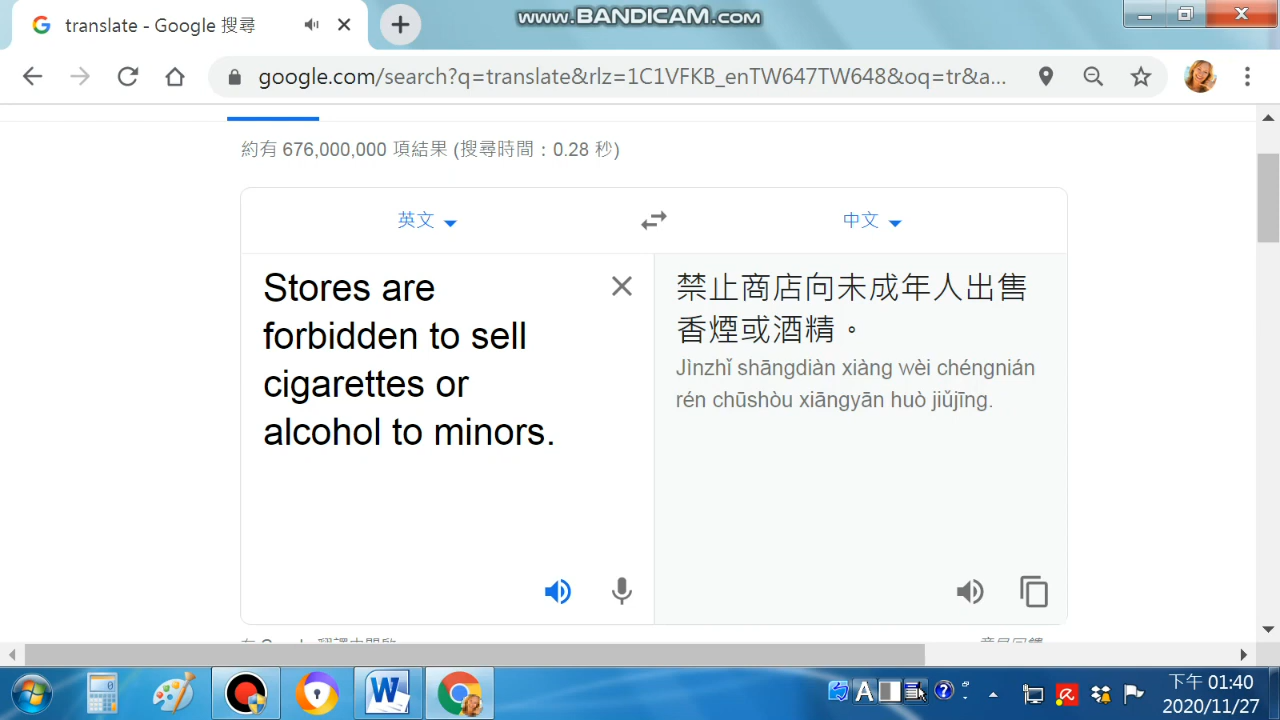 www.BANDICAM.com
translate - Google 搜尋
google.com/search?q=translate&rlz=1C1VFKB_enTW647TW648&oq=tr&a...
約有 676,000,000 項結果 (搜尋時間：0.28 秒)
英文
中文
Stores are
forbidden to sell
cigarettes or
alcohol to minors.
禁止商店向未成年人出售
香煙或酒精。
Jìnzhǐ shāngdiàn xiàng wèi chéngnián
rén chūshòu xiāngyān huò jiǔjīng.
下午 01:40
2020/11/27